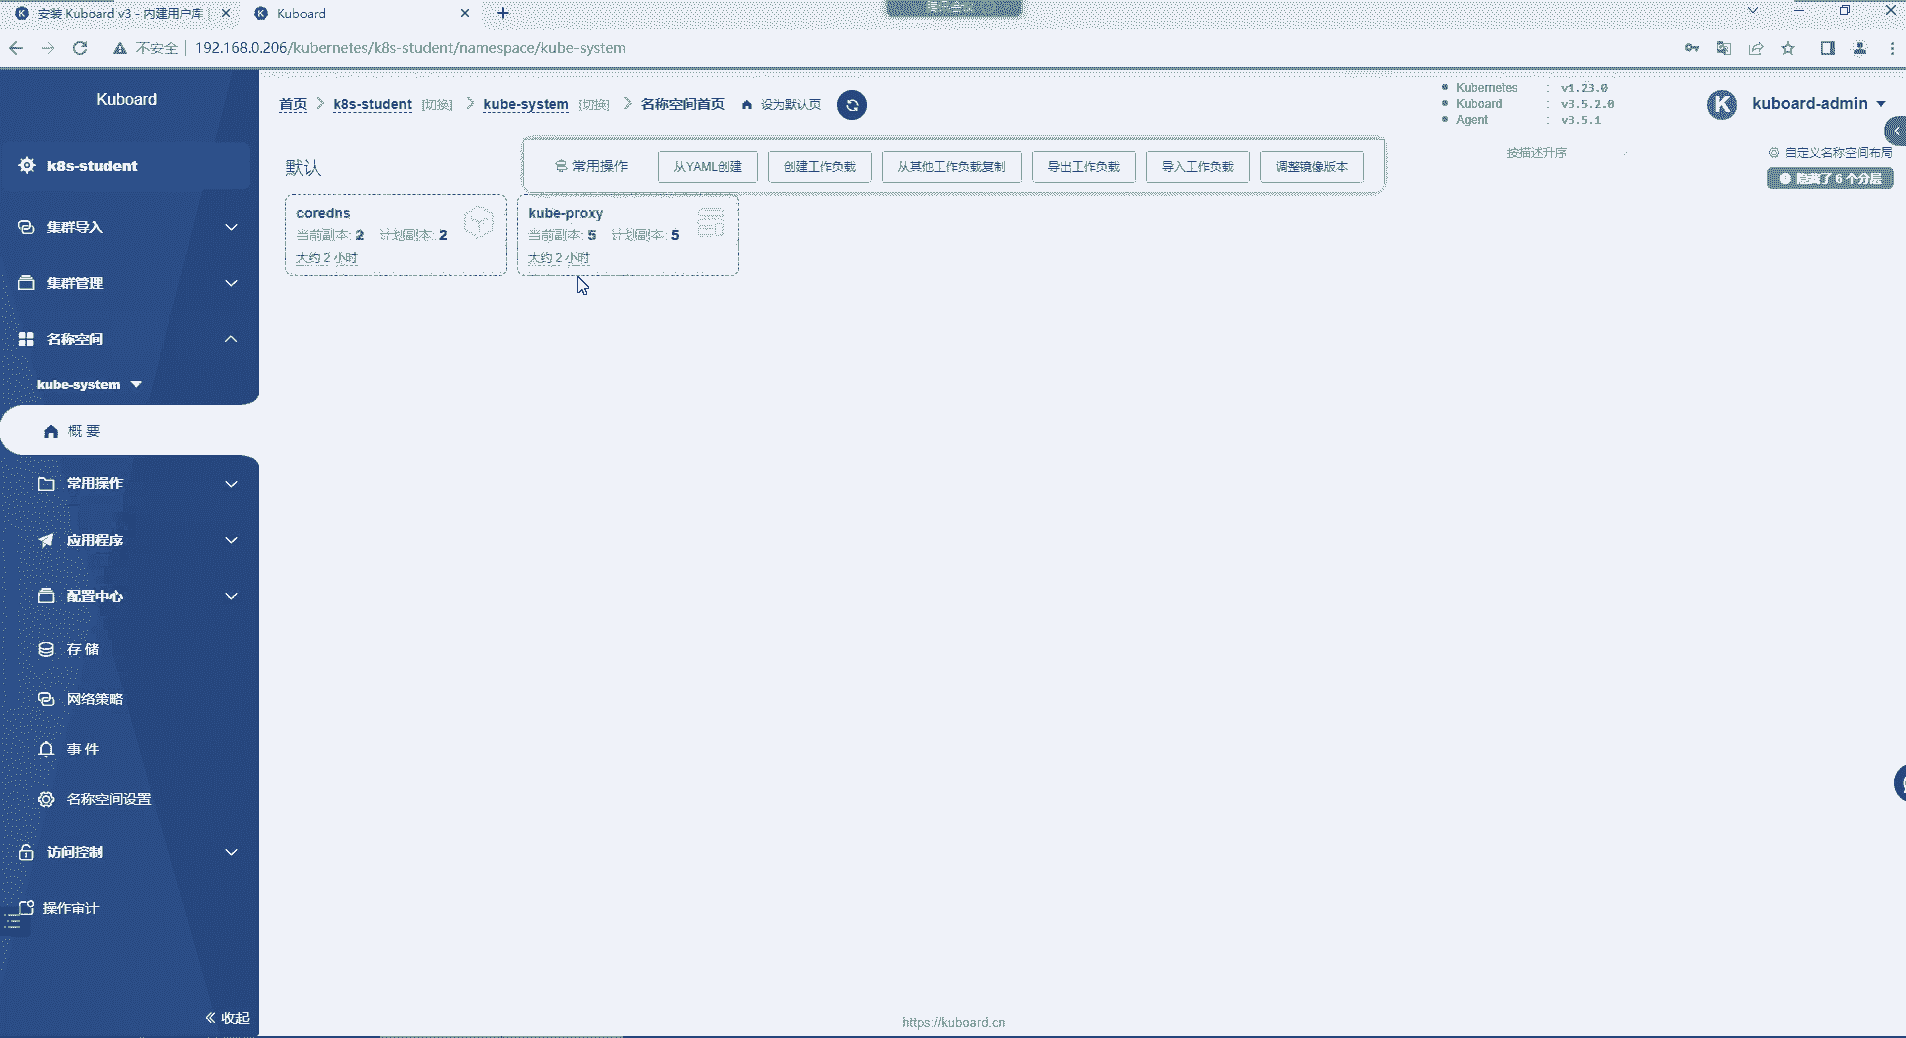 安装 Kuboard v3 - 内建用户库
Kuboard
不安全
192.168.0.206/kubernetes/k8s-student/namespace/kube-system
Kuboard
k8s-student
集群导入
集群管理
名称空间
kube-system
概 要
常用操作
应用程序
配置中心
存 储
网络策略
事 件
名称空间设置
访问控制
操作审计
收起
首页 k8s-student [切换] kube-system [切换] 名称空间首页 设为默认页
Kubernetes : v1.23.0
Kuboard : v3.5.2.0
Agent : v3.5.1
kuboard-admin
默认
常用操作 从YAML创建 创建工作负载 从其他工作负载复制 导出工作负载 导入工作负载 调整镜像版本
按描述升序
自定义名称空间布局
隐藏了 6 个分层
coredns
当前副本: 2 计划副本: 2
大约 2 小时
kube-proxy
当前副本: 5 计划副本: 5
大约 2 小时
https://kuboard.cn